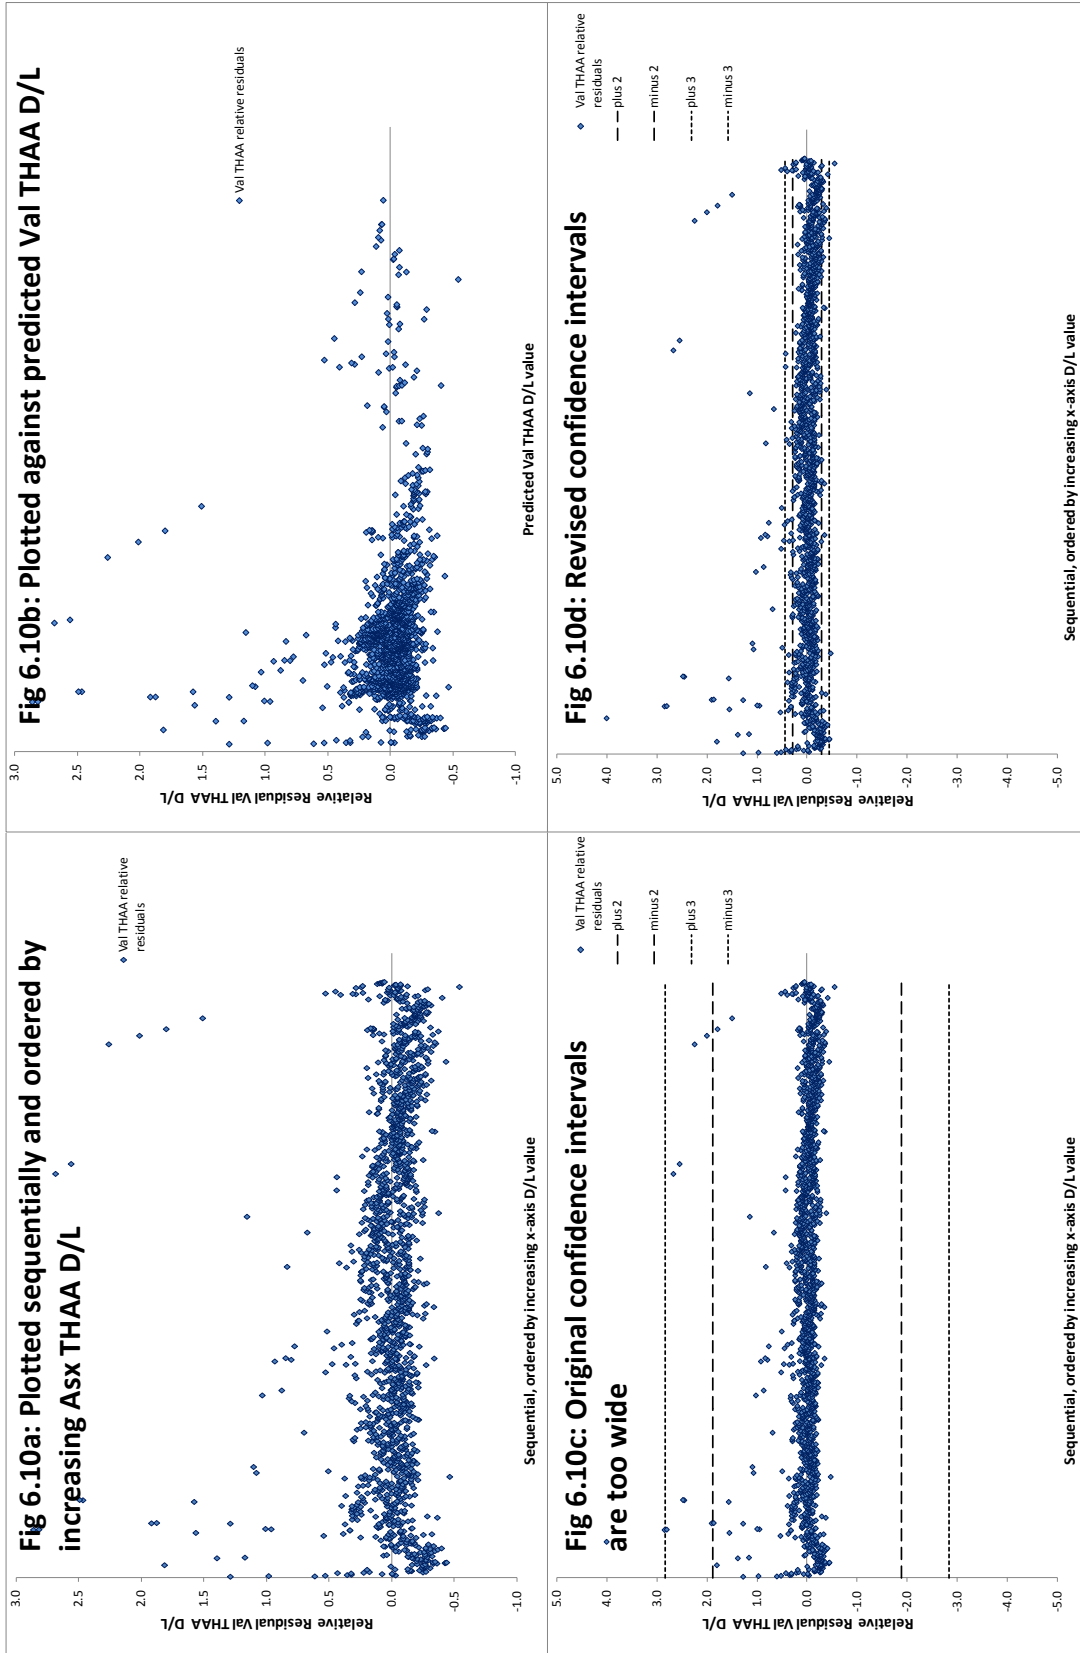 Fig 6.10a: Plotted sequentially and ordered by
increasing Asx THAA D/L
3.0
2.5
2.0
1.5
1.0
0.5
0.0
-0.5
-1.0
Relative Residual Val THAA D/L
Sequential, ordered by increasing x-axis D/L value
Val THAA relative
residuals
Fig 6.10b: Plotted against predicted Val THAA D/L
3.0
2.5
2.0
1.5
1.0
0.5
0.0
-0.5
-1.0
Relative Residual Val THAA D/L
Predicted Val THAA D/L value
Val THAA relative residuals
Fig 6.10c: Original confidence intervals
are too wide
5.0
4.0
3.0
2.0
1.0
0.0
-1.0
-2.0
-3.0
-4.0
-5.0
Relative Residual Val THAA D/L
Sequential, ordered by increasing x-axis D/L value
Val THAA relative
residuals
plus 2
minus 2
plus 3
minus 3
Fig 6.10d: Revised confidence intervals
5.0
4.0
3.0
2.0
1.0
0.0
-1.0
-2.0
-3.0
-4.0
-5.0
Relative Residual Val THAA D/L
Sequential, ordered by increasing x-axis D/L value
Val THAA relative
residuals
plus 2
minus 2
plus 3
minus 3